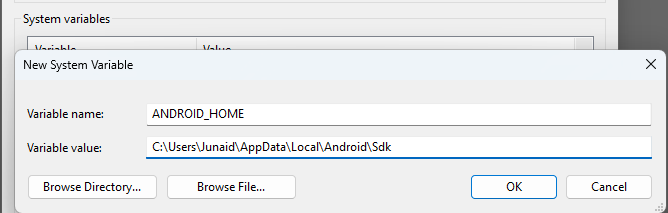 System variables
Variable Value
New System Variable
Variable name: ANDROID_HOME
Variable value: C:\Users\Junaid\AppData\Local\Android\Sdk
Browse Directory... Browse File... OK Cancel